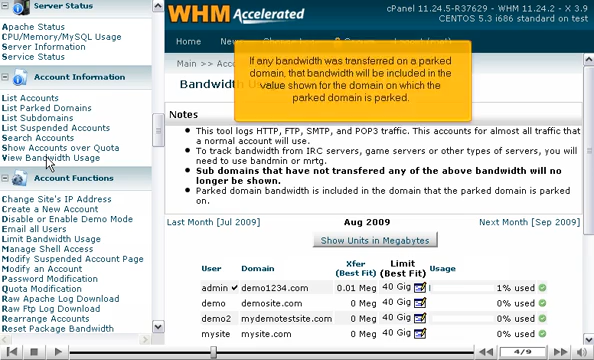 Server Status
Apache Status
CPU/Memory/MySQL Usage
Server Information
Service Status
Account Information
List Accounts
List Parked Domains
List Subdomains
List Suspended Accounts
Search Accounts
Show Accounts over Quota
View Bandwidth Usage
Account Functions
Change Site's IP Address
Create a New Account
Disable or Enable Demo Mode
Email all Users
Limit Bandwidth Usage
Manage Shell Access
Modify Suspended Account Page
Modify an Account
Password Modification
Quota Modification
Raw Apache Log Download
Raw Ftp Log Download
Rearrange Accounts
Reset Package Bandwidth
WHM Accelerated
cPanel 11.24.5-R37629 - WHM 11.24.2 - X 3.9
CENTOS 5.3 i686 standard on test
Home
Main >>
If any bandwidth was transferred on a parked
domain, that bandwidth will be included in the
value shown for the domain on which the
parked domain is parked.
Notes
This tool logs HTTP, FTP, SMTP, and POP3 traffic. This accounts for almost all traffic that
a normal account will use.
To track bandwidth from IRC servers, game servers or other types of servers, you will
need to use bandmin or mrtg.
Sub domains that have not transferred any of the above bandwidth will no
longer be shown.
Parked domain bandwidth is included in the domain that the parked domain is parked
on.
Last Month [Jul 2009] Aug 2009 Next Month [Sep 2009]
Show Units in Megabytes
User Domain Xfer (Best Fit) Limit (Best Fit) Usage
admin demo1234.com 0.01 Meg 40 Gig 1% used
demo demosite.com 0 Meg 40 Gig 0% used
demo2 mydemotestsite.com 0 Meg 40 Gig 0% used
mysite mysite.com 0 Meg 40 Gig 0% used
4/9